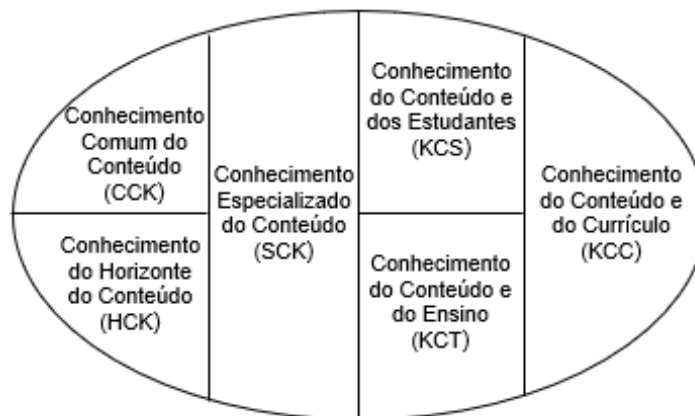 Conhecimento
Comum do
Conteúdo
(CCK)
Conhecimento
do Horizonte
do Conteúdo
(HCK)
Conhecimento
Especializado
do Conteúdo
(SCK)
Conhecimento
do Conteúdo e
dos Estudantes
(KCS)
Conhecimento
do Conteúdo e
do Ensino
(KCT)
Conhecimento
do Conteúdo e
do Currículo
(KCC)